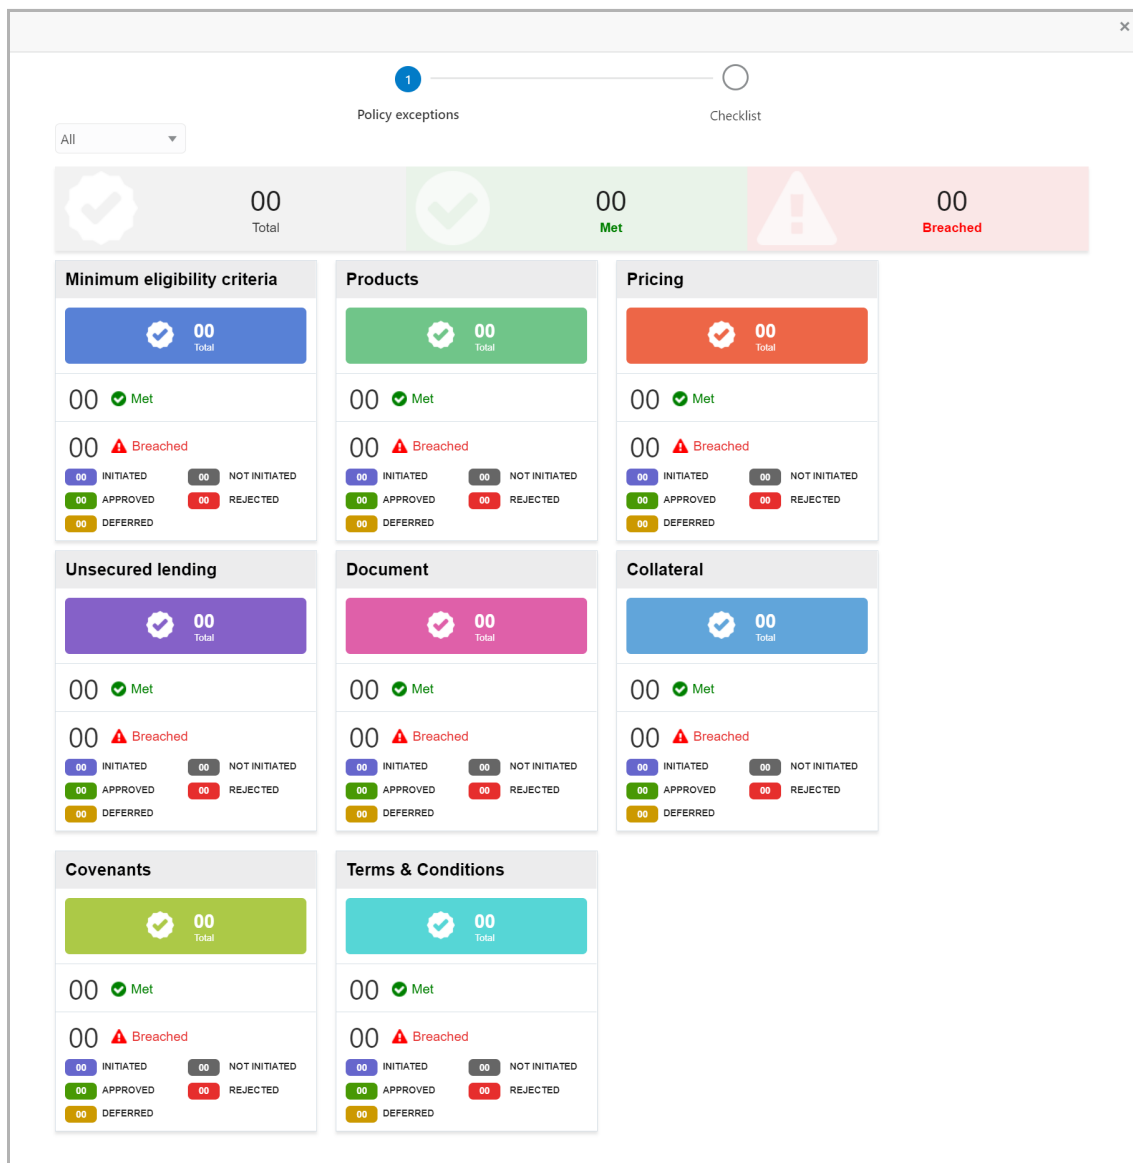 ×
1
Policy exceptions
Checklist
All
00
Total
00
Met
00
Breached
Minimum eligibility criteria
00
Total
00 Met
00 Breached
00 INITIATED 00 NOT INITIATED
00 APPROVED 00 REJECTED
00 DEFERRED
Products
00
Total
00 Met
00 Breached
00 INITIATED 00 NOT INITIATED
00 APPROVED 00 REJECTED
00 DEFERRED
Pricing
00
Total
00 Met
00 Breached
00 INITIATED 00 NOT INITIATED
00 APPROVED 00 REJECTED
00 DEFERRED
Unsecured lending
00
Total
00 Met
00 Breached
00 INITIATED 00 NOT INITIATED
00 APPROVED 00 REJECTED
00 DEFERRED
Document
00
Total
00 Met
00 Breached
00 INITIATED 00 NOT INITIATED
00 APPROVED 00 REJECTED
00 DEFERRED
Collateral
00
Total
00 Met
00 Breached
00 INITIATED 00 NOT INITIATED
00 APPROVED 00 REJECTED
00 DEFERRED
Covenants
00
Total
00 Met
00 Breached
00 INITIATED 00 NOT INITIATED
00 APPROVED 00 REJECTED
00 DEFERRED
Terms & Conditions
00
Total
00 Met
00 Breached
00 INITIATED 00 NOT INITIATED
00 APPROVED 00 REJECTED
00 DEFERRED